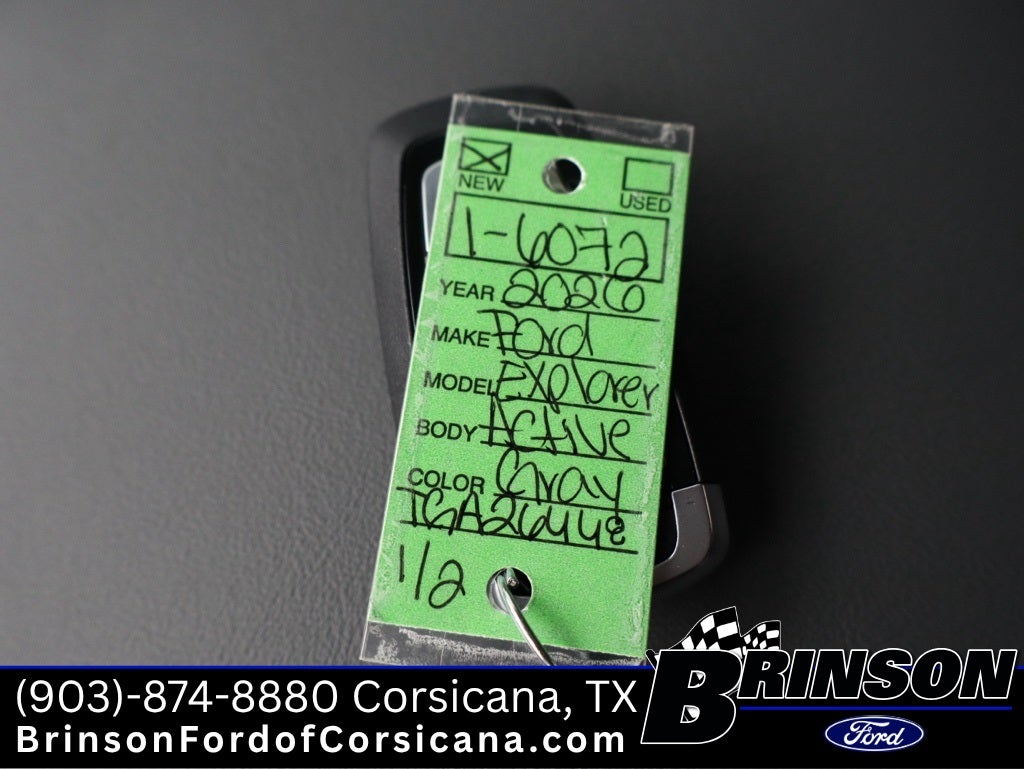 NEW
USED
1-6072
YEAR 2026
MAKE Ford
MODEL Explorer
BODY Active
COLOR Gray
TGA26448
1/2
(903)-874-8880 Corsicana, TX
BrinsonFordofCorsicana.com
BRINSON
Ford